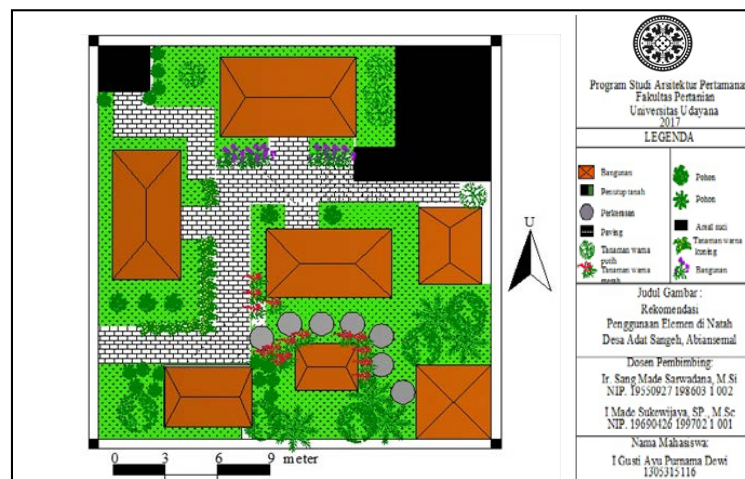 U
0 3 6 9 meter
Program Studi Arsitektur Pertamanan
Fakultas Pertanian
Universitas Udayana
2017
LEGENDA
Bangunan
Penutup tanah
Perkerasan
Paving
Tanaman warna
putih
Tanaman warna
merah
Pohon
Pohon
Areal suci
Tanaman warna
kuning
Bangunan
Judul Gambar :
Rekomendasi
Penggunaan Elemen di Natah
Desa Adat Sangeh, Abiansemal
Dosen Pembimbing:
Ir. Sang Made Sarwadana, M.Si
NIP. 19550927 198603 1 002
I Made Sukewijaya, SP., M.Sc
NIP. 19690426 199702 1 001
Nama Mahasiswa:
I Gusti Ayu Purnama Dewi
1305315116